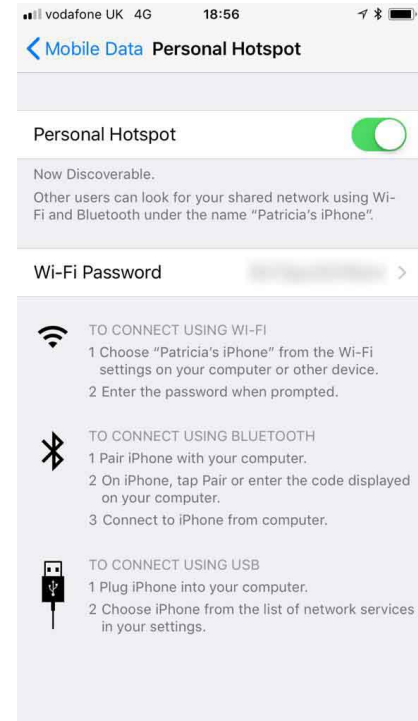 vodafone UK 4G 18:56
Mobile Data Personal Hotspot
Personal Hotspot
Now Discoverable.
Other users can look for your shared network using Wi-
Fi and Bluetooth under the name “Patricia’s iPhone”.
Wi-Fi Password
TO CONNECT USING WI-FI
1 Choose “Patricia’s iPhone” from the Wi-Fi
settings on your computer or other device.
2 Enter the password when prompted.
TO CONNECT USING BLUETOOTH
1 Pair iPhone with your computer.
2 On iPhone, tap Pair or enter the code displayed
on your computer.
3 Connect to iPhone from computer.
TO CONNECT USING USB
1 Plug iPhone into your computer.
2 Choose iPhone from the list of network services
in your settings.